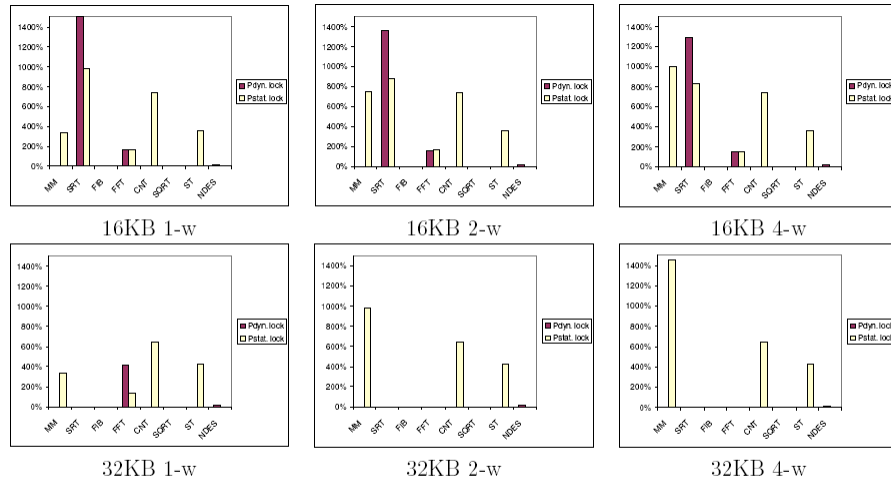 1400%
1200%
1000%
800%
600%
400%
200%
0%
MM
SRT
FIB
FFT
CNT
SQRT
ST
NDES
Pdyn. lock
Pstat. lock
16KB 1-w
1400%
1200%
1000%
800%
600%
400%
200%
0%
MM
SRT
FIB
FFT
CNT
SQRT
ST
NDES
Pdyn. lock
Pstat. lock
16KB 2-w
1400%
1200%
1000%
800%
600%
400%
200%
0%
MM
SRT
FIB
FFT
CNT
SQRT
ST
NDES
Pdyn. lock
Pstat. lock
16KB 4-w
1400%
1200%
1000%
800%
600%
400%
200%
0%
MM
SRT
FIB
FFT
CNT
SQRT
ST
NDES
Pdyn. lock
Pstat. lock
32KB 1-w
1400%
1200%
1000%
800%
600%
400%
200%
0%
MM
SRT
FIB
FFT
CNT
SQRT
ST
NDES
Pdyn. lock
Pstat. lock
32KB 2-w
1400%
1200%
1000%
800%
600%
400%
200%
0%
MM
SRT
FIB
FFT
CNT
SQRT
ST
NDES
Pdyn. lock
Pstat. lock
32KB 4-w